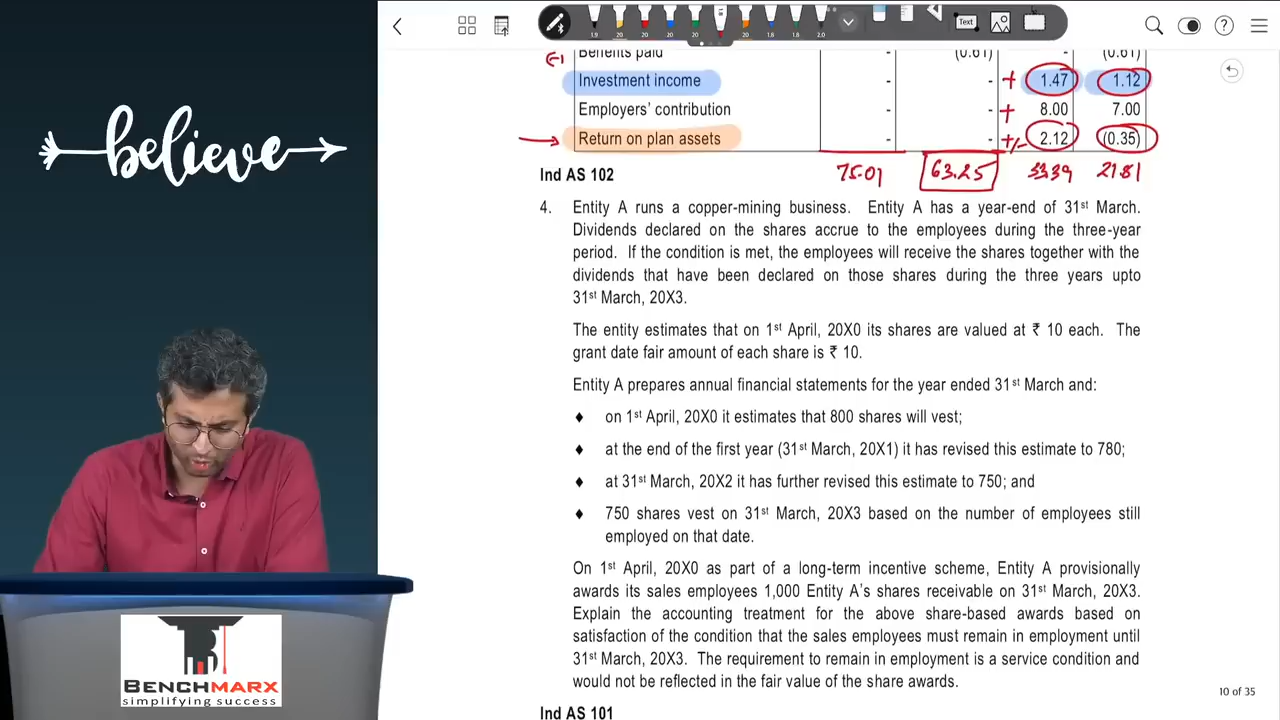 Text
believe
Benefits paid - (0.61) - (0.61)
(-)
Investment income - - + 1.47 1.12
Employers' contribution - - + 8.00 7.00
Return on plan assets - - +/- 2.12 (0.35)
75.01 63.25 33.39 21.81
Ind AS 102
4. Entity A runs a copper-mining business. Entity A has a year-end of 31st March.
Dividends declared on the shares accrue to the employees during the three-year
period. If the condition is met, the employees will receive the shares together with the
dividends that have been declared on those shares during the three years upto
31st March, 20X3.
The entity estimates that on 1st April, 20X0 its shares are valued at ₹ 10 each. The
grant date fair amount of each share is ₹ 10.
Entity A prepares annual financial statements for the year ended 31st March and:
♦ on 1st April, 20X0 it estimates that 800 shares will vest;
♦ at the end of the first year (31st March, 20X1) it has revised this estimate to 780;
♦ at 31st March, 20X2 it has further revised this estimate to 750; and
♦ 750 shares vest on 31st March, 20X3 based on the number of employees still
employed on that date.
On 1st April, 20X0 as part of a long-term incentive scheme, Entity A provisionally
awards its sales employees 1,000 Entity A's shares receivable on 31st March, 20X3.
Explain the accounting treatment for the above share-based awards based on
satisfaction of the condition that the sales employees must remain in employment until
31st March, 20X3. The requirement to remain in employment is a service condition and
would not be reflected in the fair value of the share awards.
Ind AS 101
10 of 35
BENCHMARX
simplifying success